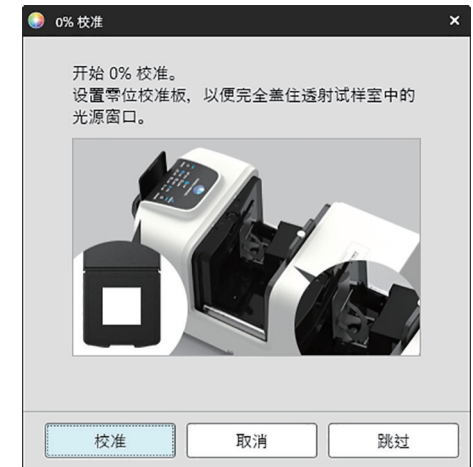 0% 校准
开始 0% 校准。
设置零位校准板，以便完全盖住透射试样室中的
光源窗口。
校准
取消
跳过